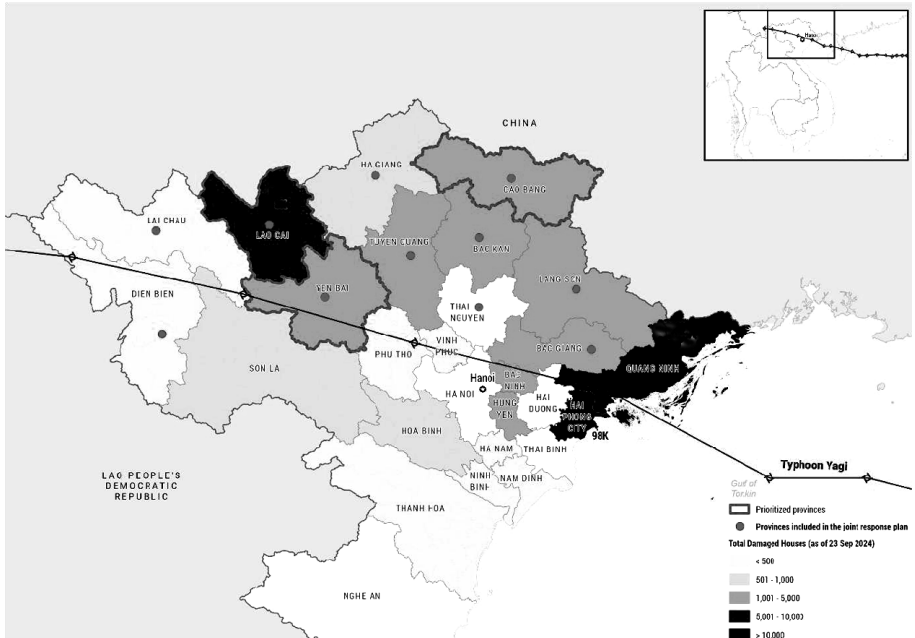 Hanoi
CHINA
HA GIANG
CAO BANG
LAI CHAU
LAO CAI
TUYEN QUANG
BAC KAN
LANG SON
DIEN BIEN
YEN BAI
THAI
NGUYEN
BAC GIANG
QUANG NINH
PHU THO
VINH
PHUC
SON LA
Hanoi
BAC
NINH
HA NOI
HUNG
YEN
HAI
DUONG
HAI
PHONG
CITY
98K
HOA BINH
HA NAM
THAI BINH
LAO PEOPLE'S
DEMOCRATIC
REPUBLIC
NINH
BINH
NAM DINH
THANH HOA
NGHE AN
Typhoon Yagi
Gulf of
Tonkin
Prioritized provinces
Provinces included in the joint response plan
Total Damaged Houses (as of 23 Sep 2024)
< 500
501 - 1,000
1,001 - 5,000
5,001 - 10,000
> 10,000